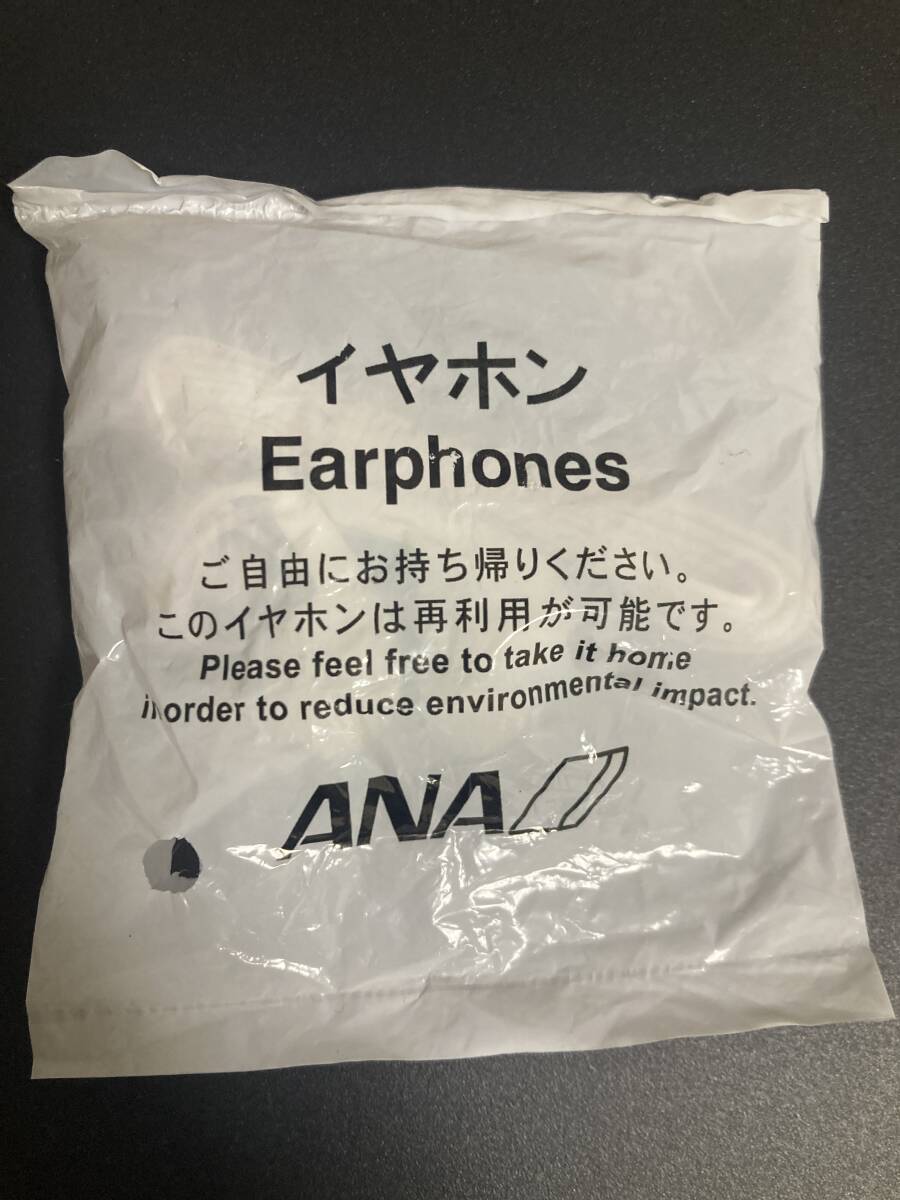 イヤホン
Earphones
ご自由にお持ち帰りください。
このイヤホンは再利用が可能です。
Please feel free to take it home
in order to reduce environmental impact.
ANA